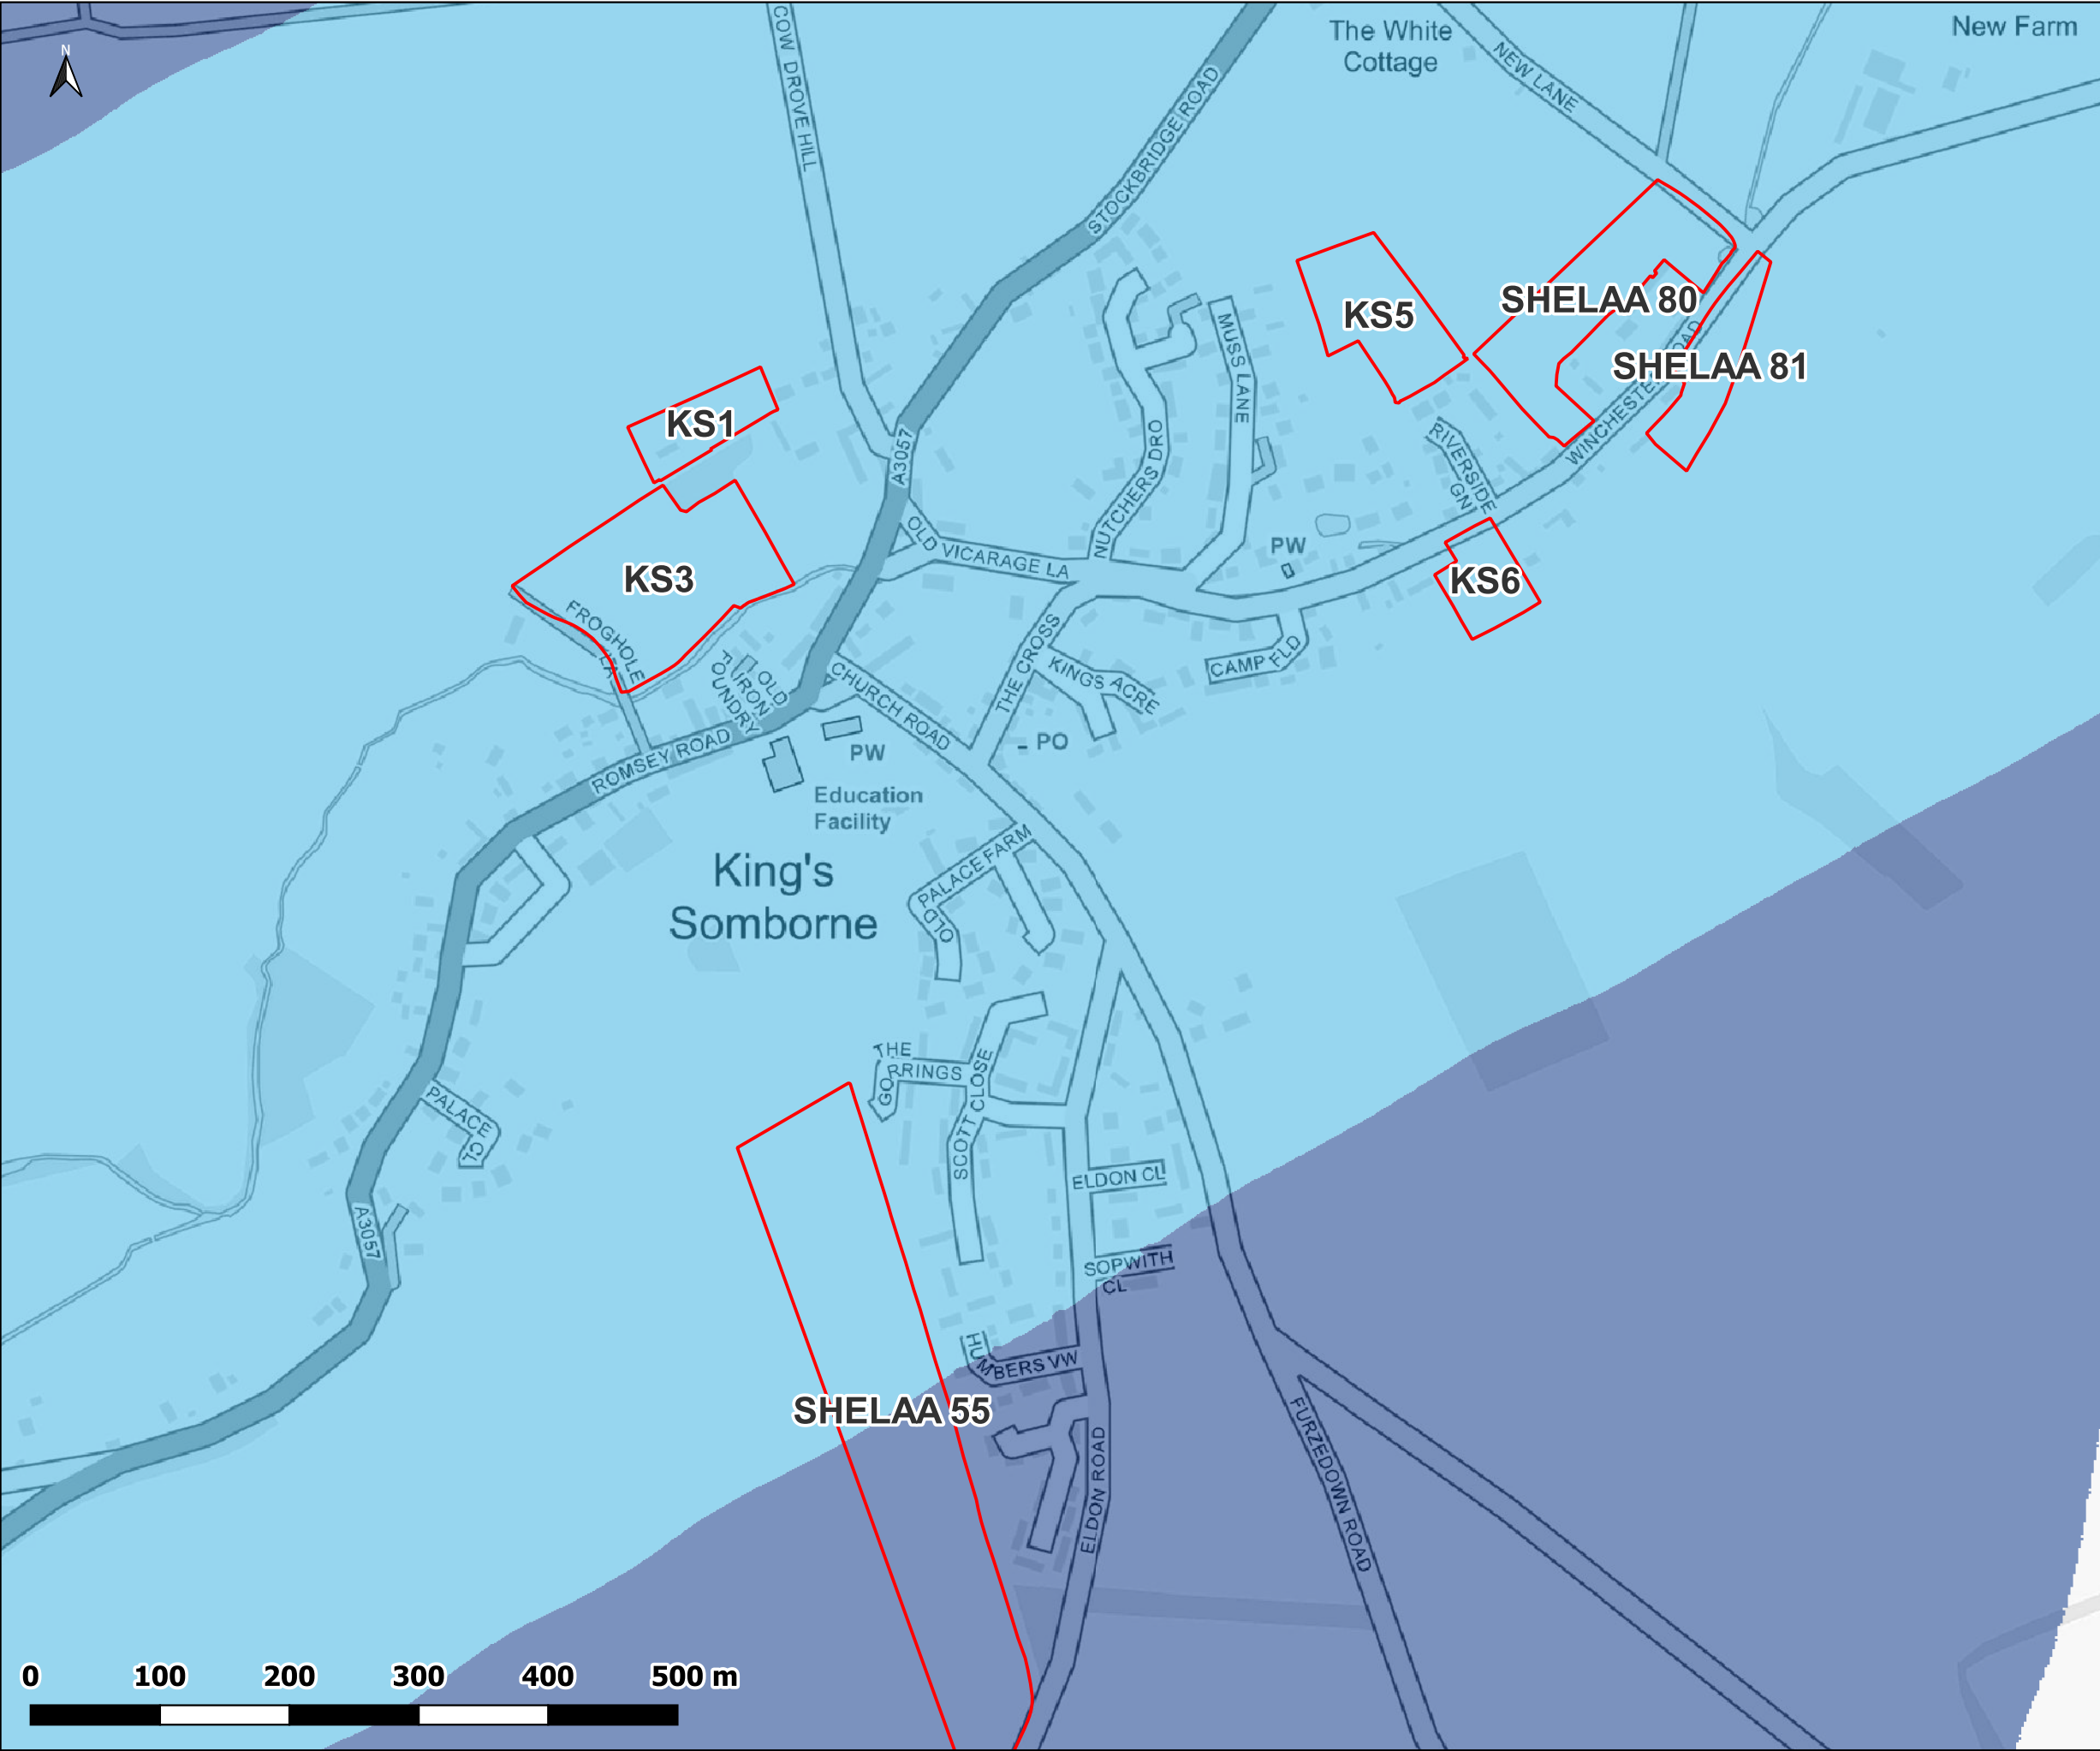 N
COW DROVE HILL
STOCKBRIDGE ROAD
The White
Cottage
NEW LANE
New Farm
KS5
SHELAA 80
SHELAA 81
WINCHESTER ROAD
MUSS LANE
KS1
A3057
NUTCHERS DRO
RIVERSIDE
GN
OLD VICARAGE LA
PW
KS3
KS6
FROGHOLE
LA
THE CROSS
CAMP FLD
KINGS ACRE
OLD
IRON
FOUNDRY
CHURCH ROAD
ROMSEY ROAD
PW
PO
Education
Facility
King's
Somborne
OLD PALACE FARM
THE
GORRINGS
SCOTT CLOSE
PALACE
CL
ELDON CL
A3057
SOPWITH
CL
HUMBERS VW
SHELAA 55
ELDON ROAD
FURZEDOWN ROAD
0 100 200 300 400 500 m